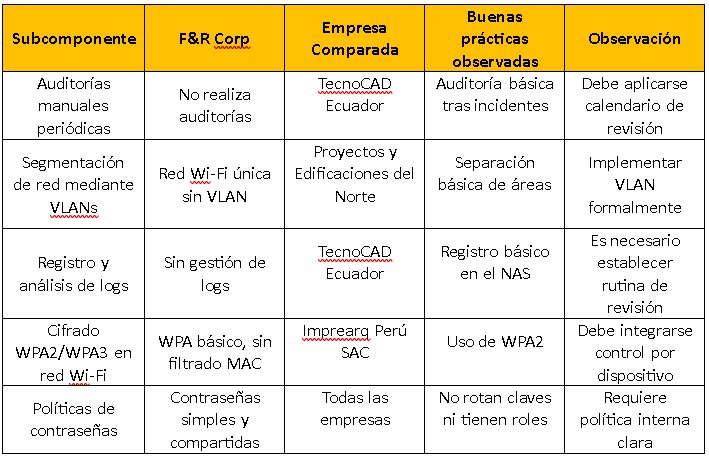 Subcomponente
F&R Corp
Empresa
Comparada
Buenas
prácticas
observadas
Observación
Auditorías
manuales
periódicas
No realiza
auditorías
TecnoCAD
Ecuador
Auditoría básica
tras incidentes
Debe aplicarse
calendario de
revisión
Segmentación
de red mediante
VLANs
Red Wi-Fi única
sin VLAN
Proyectos y
Edificaciones del
Norte
Separación
básica de áreas
Implementar
VLAN
formalmente
Registro y
análisis de logs
Sin gestión de
logs
TecnoCAD
Ecuador
Registro básico
en el NAS
Es necesario
establecer
rutina de
revisión
Cifrado
WPA2/WPA3 en
red Wi-Fi
WPA básico, sin
filtrado MAC
Imprearq Perú
SAC
Uso de WPA2
Debe integrarse
control por
dispositivo
Políticas de
contraseñas
Contraseñas
simples y
compartidas
Todas las
empresas
No rotan claves
ni tienen roles
Requiere
política interna
clara